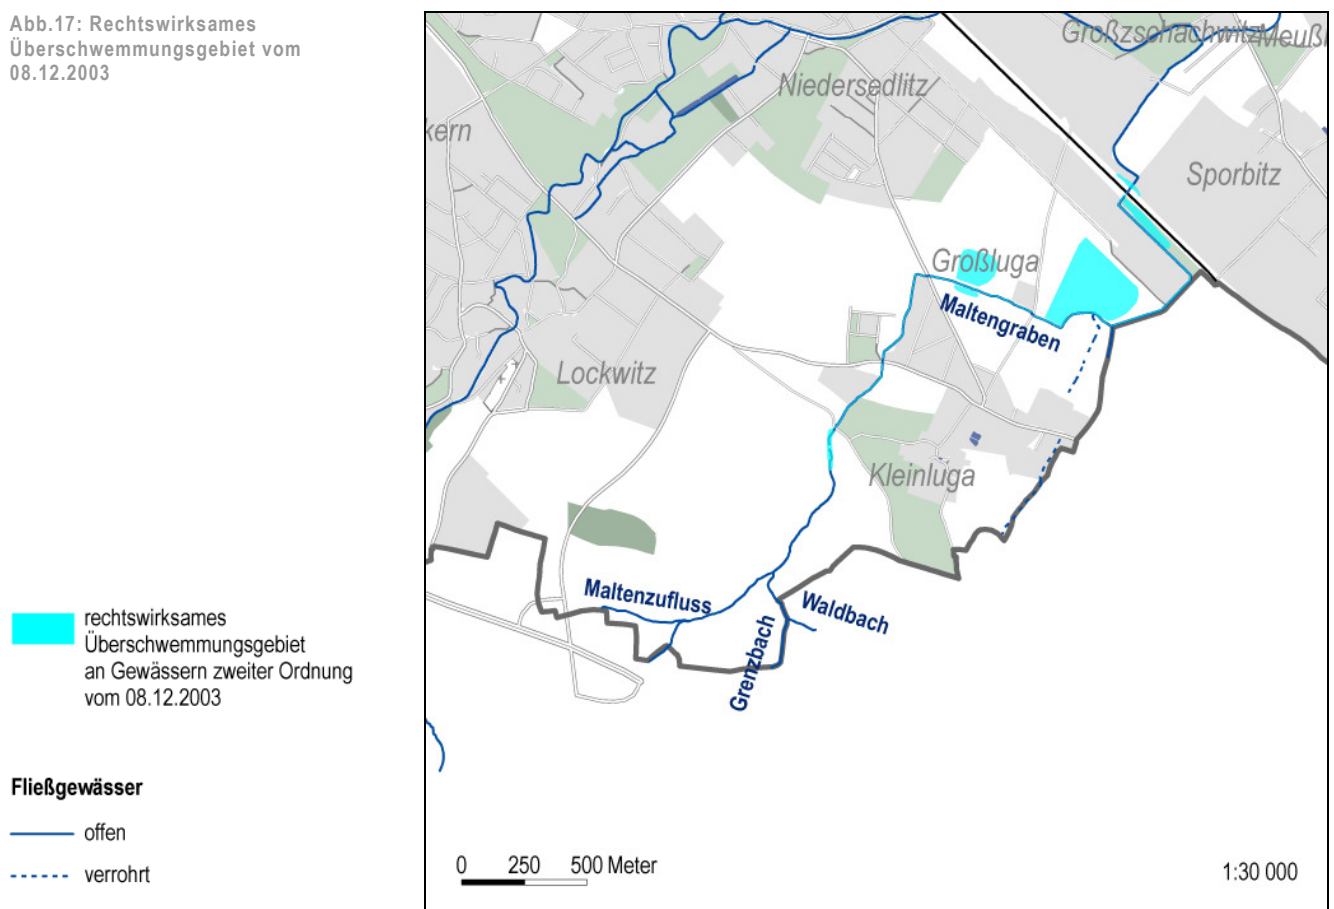 Abb.17: Rechtswirksames
Überschwemmungsgebiet vom
08.12.2003
rechtswirksames
Überschwemmungsgebiet
an Gewässern zweiter Ordnung
vom 08.12.2003
Fließgewässer
offen
verrohrt
Großzschachwitz
Meußl
Niedersedlitz
kern
Sporbitz
Großluga
Maltengraben
Lockwitz
Kleinluga
Maltenzufluss
Waldbach
Grenzbach
0 250 500 Meter
1:30 000